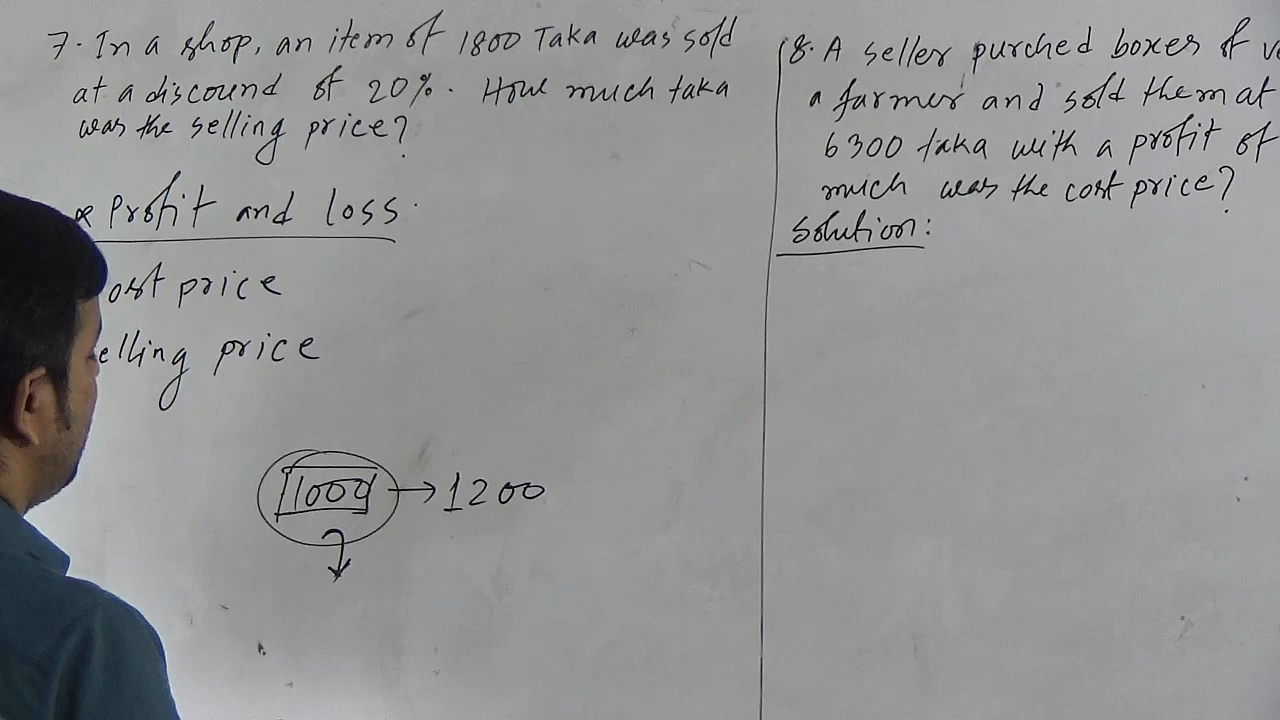 7. In a shop, an item of 1800 Taka was sold
at a discound of 20%. How much taka
was the selling price?
* Profit and loss.
ost price
elling price
1000 → 1200
8. A seller purched boxes of
a farmer and sold them at
6300 taka with a profit of
much was the cost price?
Solution: